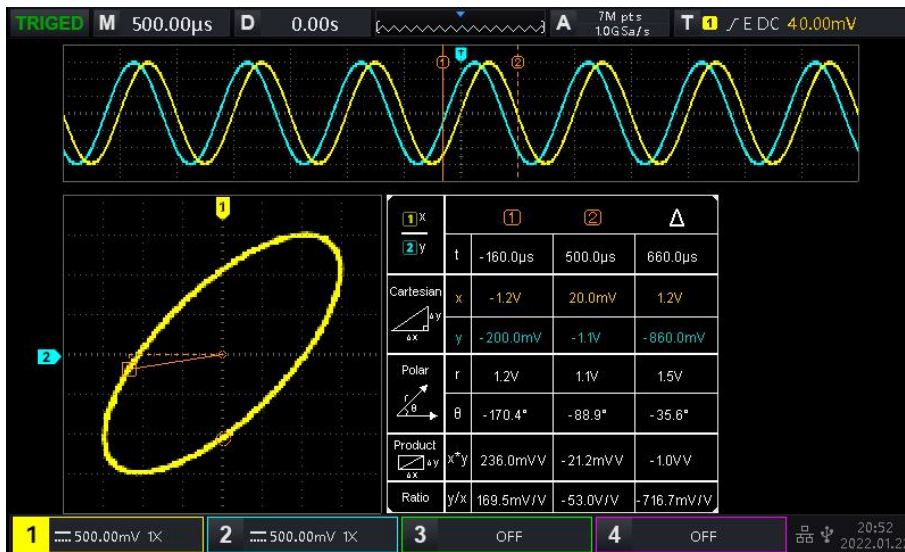 TRIGED M 500.00μs D 0.00s A 7M pts 1.0GSa/s T 1 E DC 40.00mV
1 T 2
1
2
1 x 1 2 Δ
2 y t -160.0μs 500.0μs 660.0μs
Cartesian x -1.2V 20.0mV 1.2V
Δy
Δx y -200.0mV -1.1V -860.0mV
Polar r 1.2V 1.1V 1.5V
r θ θ -170.4° -88.9° -35.6°
Product x*y 236.0mVV -21.2mVV -1.0VV
Δy
Δx
Ratio y/x 169.5mV/V -53.0V/V -716.7mV/V
1 500.00mV 1X 2 500.00mV 1X 3 OFF 4 OFF 20:52